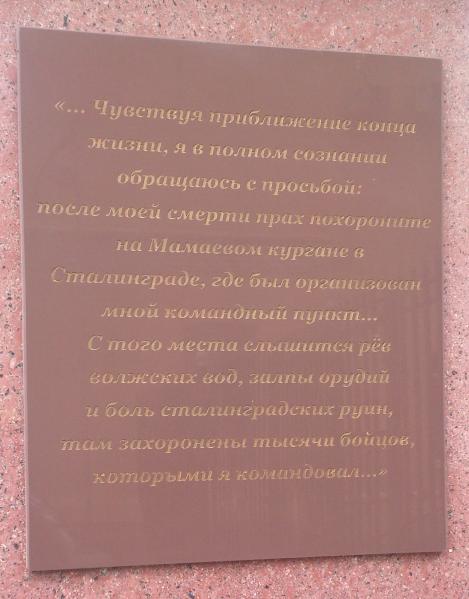 «... Чувствуя приближение конца
жизни, я в полном сознании
обращаюсь с просьбой:
после моей смерти прах похороните
на Мамаевом кургане в
Сталинграде, где был организован
мной командный пункт...
С того места слышится рёв
волжских вод, залпы орудий
и боль сталинградских руин,
там захоронены тысячи бойцов,
которыми я командовал...»